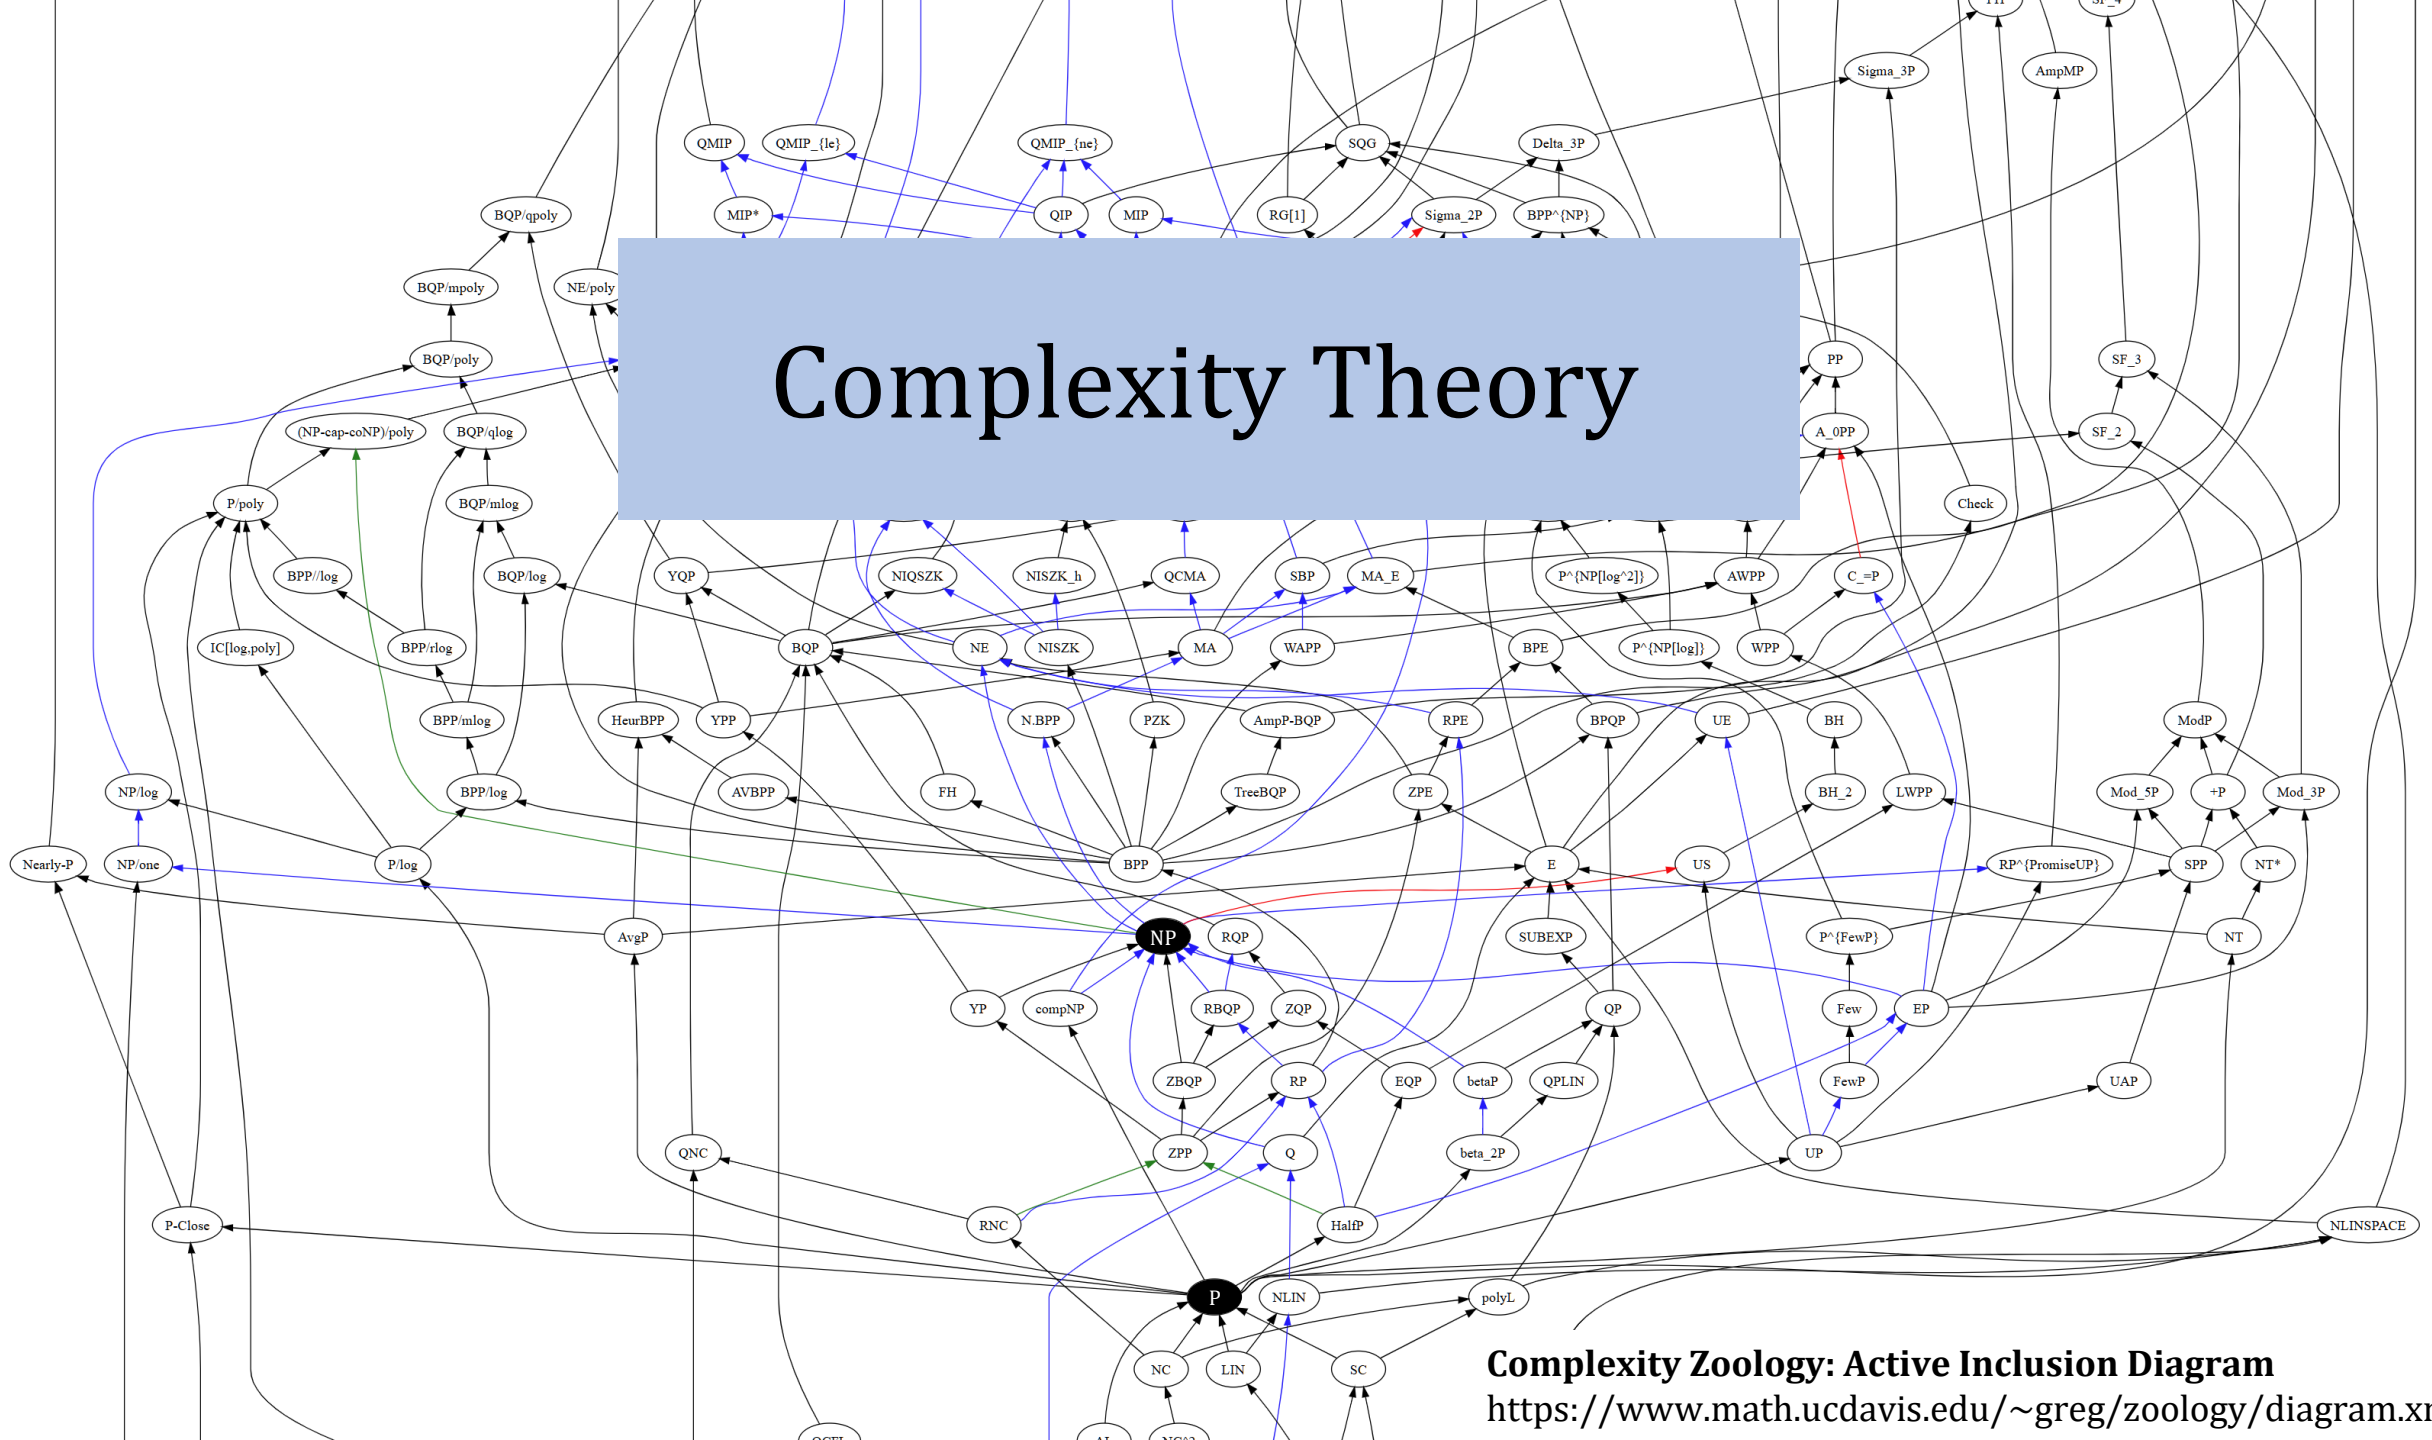 PH
SF_4
Sigma_3P
AmpMP
QMIP
QMIP_{le}
QMIP_{ne}
SQG
Delta_3P
BQP/qpoly
MIP*
QIP
MIP
RG[1]
Sigma_2P
BPP^{NP}
BQP/mpoly
NE/poly
Complexity Theory
BQP/poly
PP
SF_3
(NP-cap-coNP)/poly
BQP/qlog
A_0PP
SF_2
P/poly
BQP/mlog
Check
BPP//log
BQP/log
YQP
NIQSZK
NISZK_h
QCMA
SBP
MA_E
P^{NP[log^2]}
AWPP
C_=P
IC[log,poly]
BPP/rlog
BQP
NE
NISZK
MA
WAPP
BPE
P^{NP[log]}
WPP
BPP/mlog
HeurBPP
YPP
N.BPP
PZK
AmpP-BQP
RPE
BPQP
UE
BH
ModP
NP/log
BPP/log
AVBPP
FH
TreeBQP
ZPE
BH_2
LWPP
Mod_5P
+P
Mod_3P
Nearly-P
NP/one
P/log
BPP
E
US
RP^{PromiseUP}
SPP
NT*
AvgP
NP
RQP
SUBEXP
P^{FewP}
NT
YP
compNP
RBQP
ZQP
QP
Few
EP
ZBQP
RP
EQP
betaP
QPLIN
FewP
UAP
QNC
ZPP
Q
beta_2P
UP
P-Close
RNC
HalfP
NLINSPACE
P
NLIN
polyL
NC
LIN
SC
Complexity Zoology: Active Inclusion Diagram
https://www.math.ucdavis.edu/~greg/zoology/diagram.xm